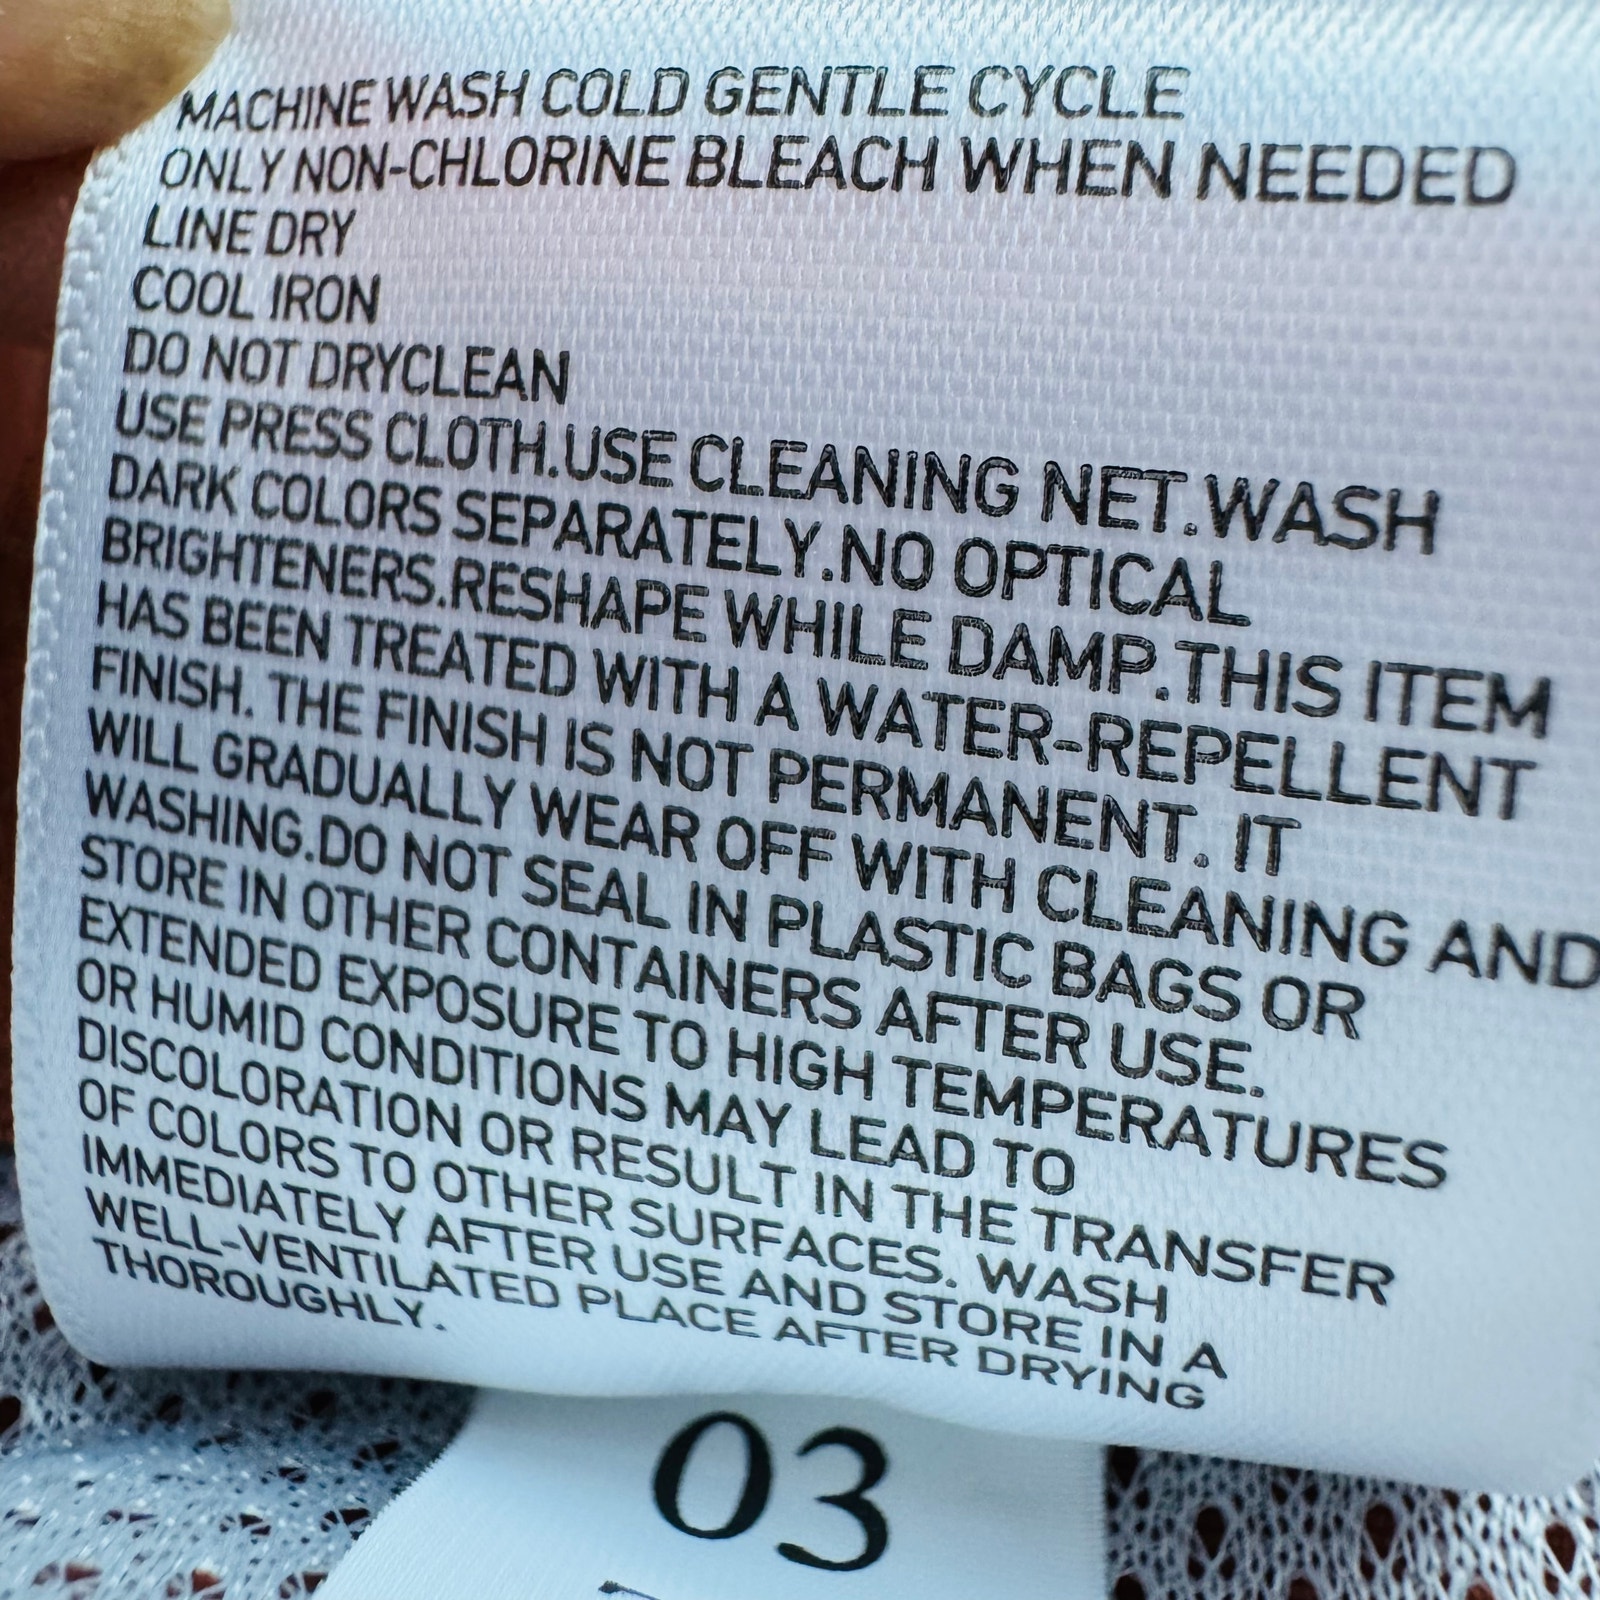 MACHINE WASH COLD GENTLE CYCLE
ONLY NON-CHLORINE BLEACH WHEN NEEDED
LINE DRY
COOL IRON
DO NOT DRYCLEAN
USE PRESS CLOTH.USE CLEANING NET.WASH
DARK COLORS SEPARATELY.NO OPTICAL
BRIGHTENERS.RESHAPE WHILE DAMP.THIS ITEM
HAS BEEN TREATED WITH A WATER-REPELLENT
FINISH. THE FINISH IS NOT PERMANENT. IT
WILL GRADUALLY WEAR OFF WITH CLEANING AND
WASHING.DO NOT SEAL IN PLASTIC BAGS OR
STORE IN OTHER CONTAINERS AFTER USE.
EXTENDED EXPOSURE TO HIGH TEMPERATURES
OR HUMID CONDITIONS MAY LEAD TO
DISCOLORATION OR RESULT IN THE TRANSFER
OF COLORS TO OTHER SURFACES. WASH
IMMEDIATELY AFTER USE AND STORE IN A
WELL-VENTILATED PLACE AFTER DRYING
THOROUGHLY.
03